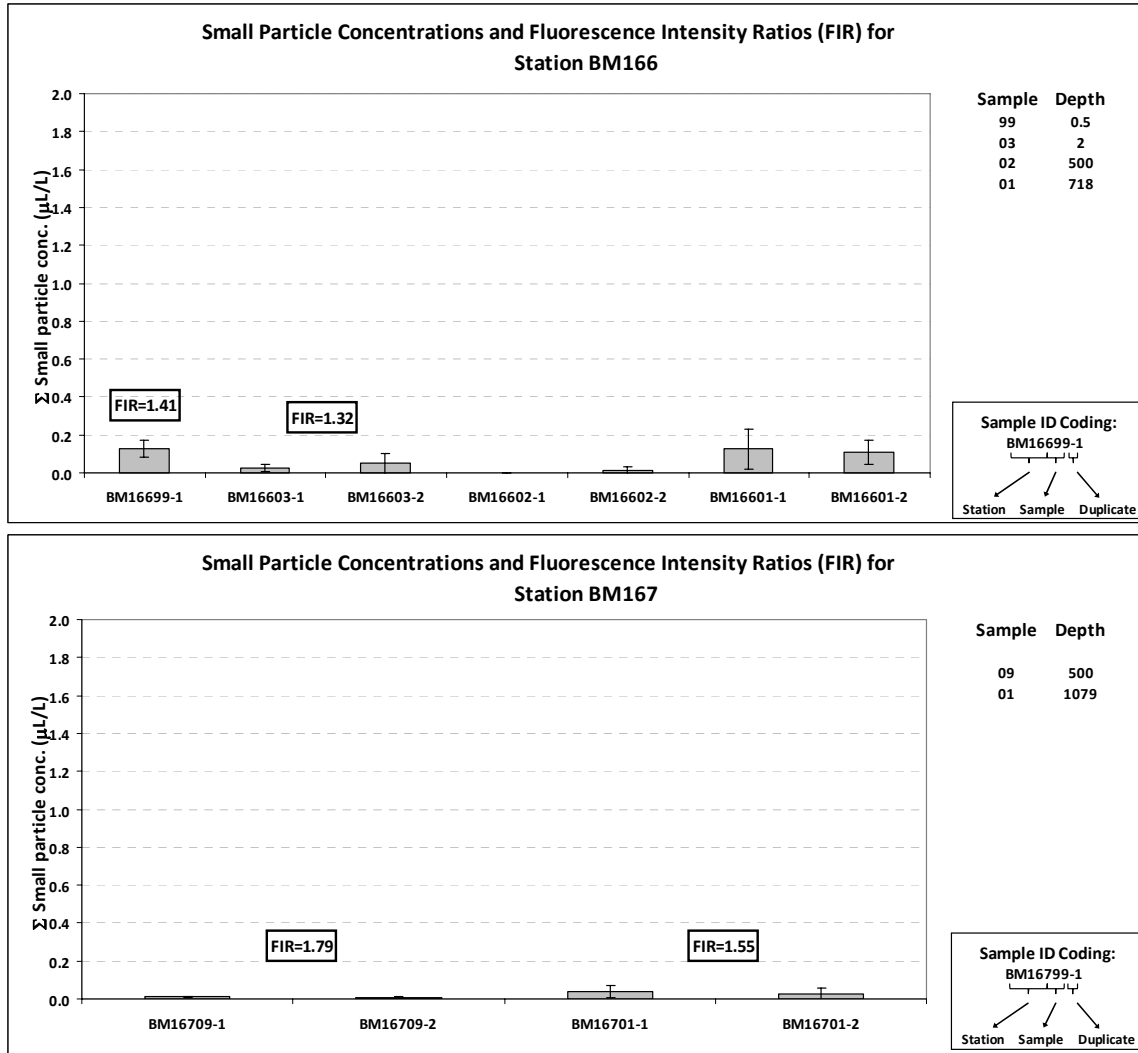 Small Particle Concentrations and Fluorescence Intensity Ratios (FIR) for
Station BM166
Σ Small particle conc. (μL/L)
2.0
1.8
1.6
1.4
1.2
1.0
0.8
0.6
0.4
0.2
0.0
FIR=1.41
FIR=1.32
BM16699-1
BM16603-1
BM16603-2
BM16602-1
BM16602-2
BM16601-1
BM16601-2
Sample Depth
99 0.5
03 2
02 500
01 718
Sample ID Coding:
BM16699-1
Station Sample Duplicate
Small Particle Concentrations and Fluorescence Intensity Ratios (FIR) for
Station BM167
Σ Small particle conc. (μL/L)
2.0
1.8
1.6
1.4
1.2
1.0
0.8
0.6
0.4
0.2
0.0
FIR=1.79
FIR=1.55
BM16709-1
BM16709-2
BM16701-1
BM16701-2
Sample Depth
09 500
01 1079
Sample ID Coding:
BM16799-1
Station Sample Duplicate